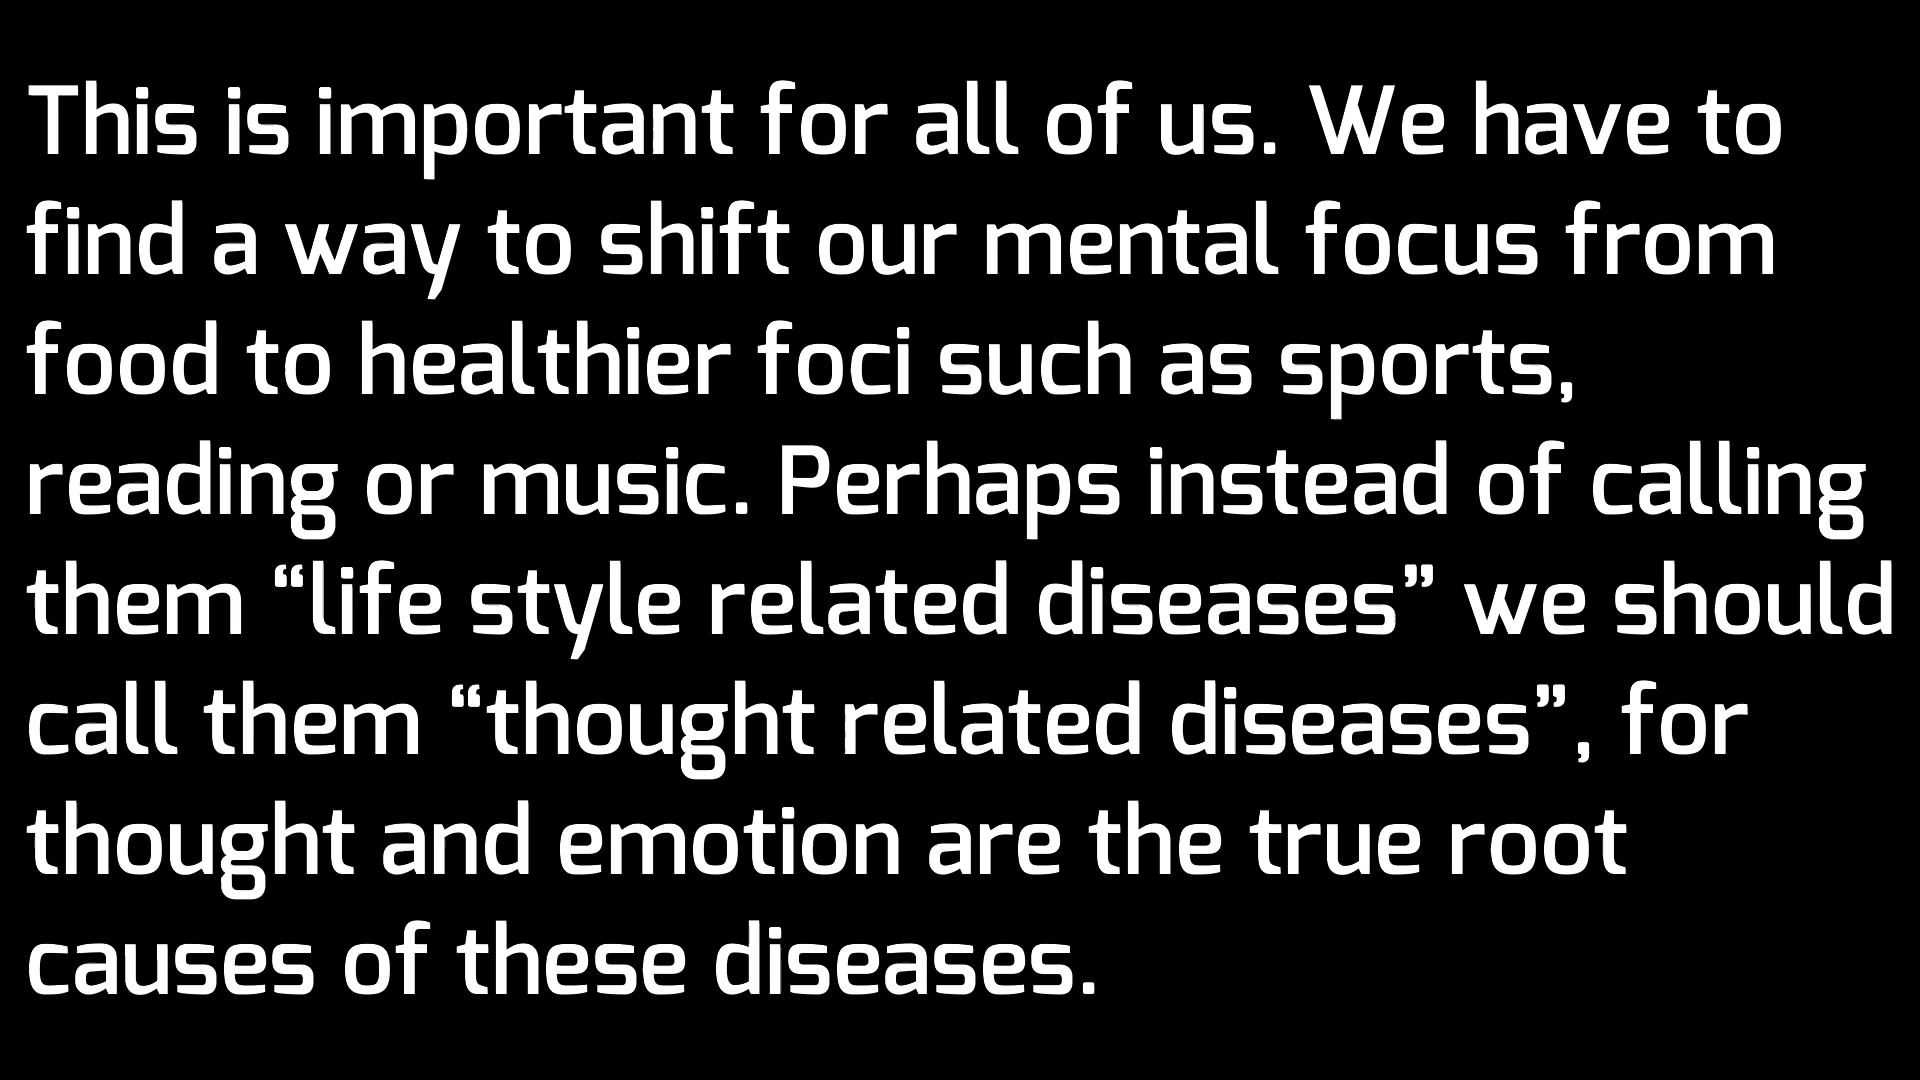 This is important for all of us. We have to
find a way to shift our mental focus from
food to healthier foci such as sports,
reading or music. Perhaps instead of calling
them “life style related diseases” we should
call them “thought related diseases”, for
thought and emotion are the true root
causes of these diseases.